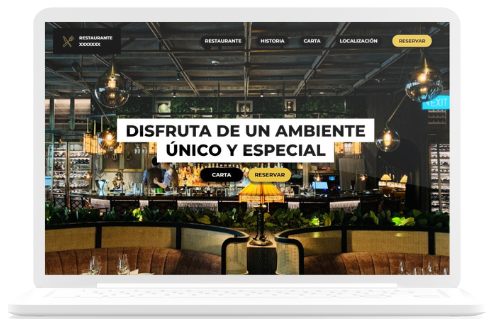 RESTAURANTE
XXXXXXX
RESTAURANTE HISTORIA CARTA LOCALIZACIÓN RESERVAR
EXIT
DISFRUTA DE UN AMBIENTE
ÚNICO Y ESPECIAL
CARTA RESERVAR